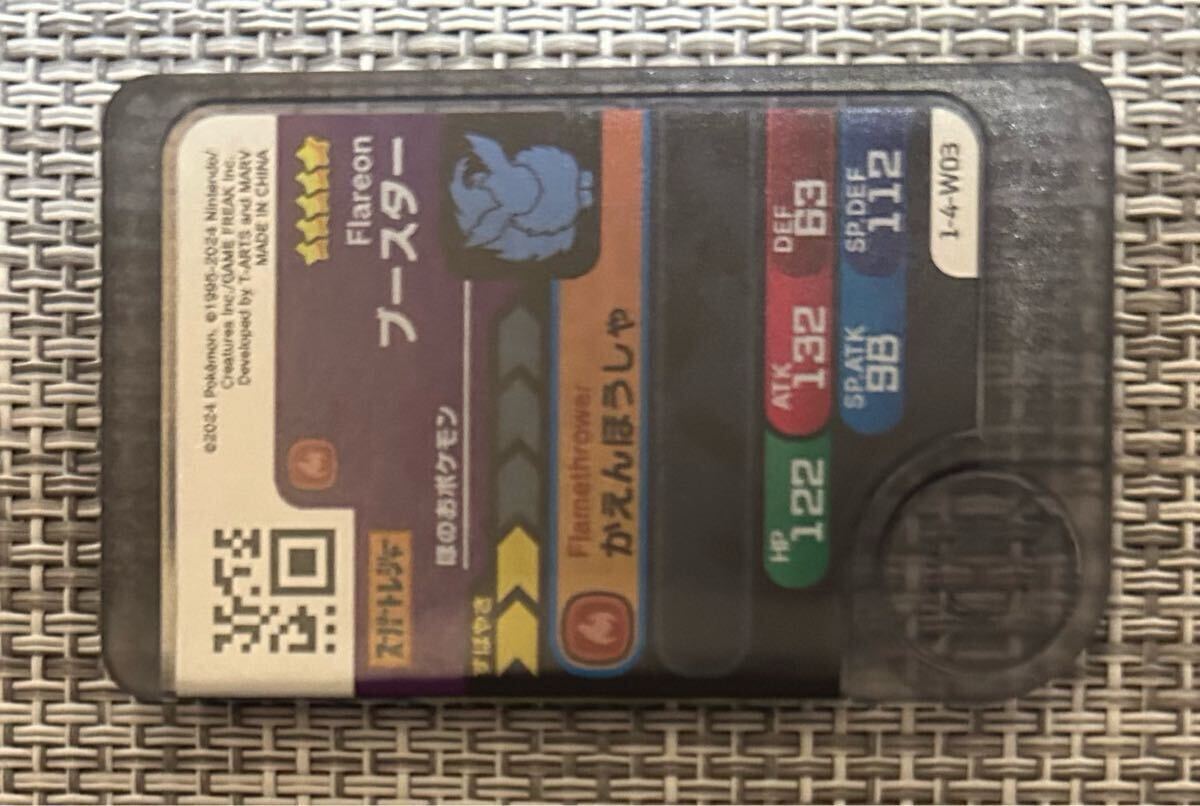 ©2024 Pokémon. ©1995-2024 Nintendo/
Creatures Inc./GAME FREAK Inc.
Developed by T-ARTS and MARV
MADE IN CHINA
スーパートレジャー
Flareon
ブースター
ほのおポケモン
すばやさ
Flamethrower
かえんほうしゃ
HP
122
ATK
132
DEF
63
SP.ATK
98
SP.DEF
112
1-4-W03